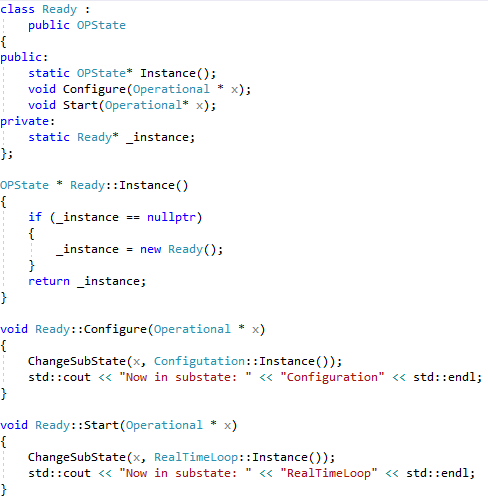 class Ready :
    public OPState
{
public:
    static OPState* Instance();
    void Configure(Operational * x);
    void Start(Operational* x);
private:
    static Ready* _instance;
};

OPState * Ready::Instance()
{
    if (_instance == nullptr)
    {
        _instance = new Ready();
    }
    return _instance;
}

void Ready::Configure(Operational * x)
{
    ChangeSubState(x, Configutation::Instance());
    std::cout << "Now in substate: " << "Configuration" << std::endl;
}

void Ready::Start(Operational * x)
{
    ChangeSubState(x, RealTimeLoop::Instance());
    std::cout << "Now in substate: " << "RealTimeLoop" << std::endl;
}